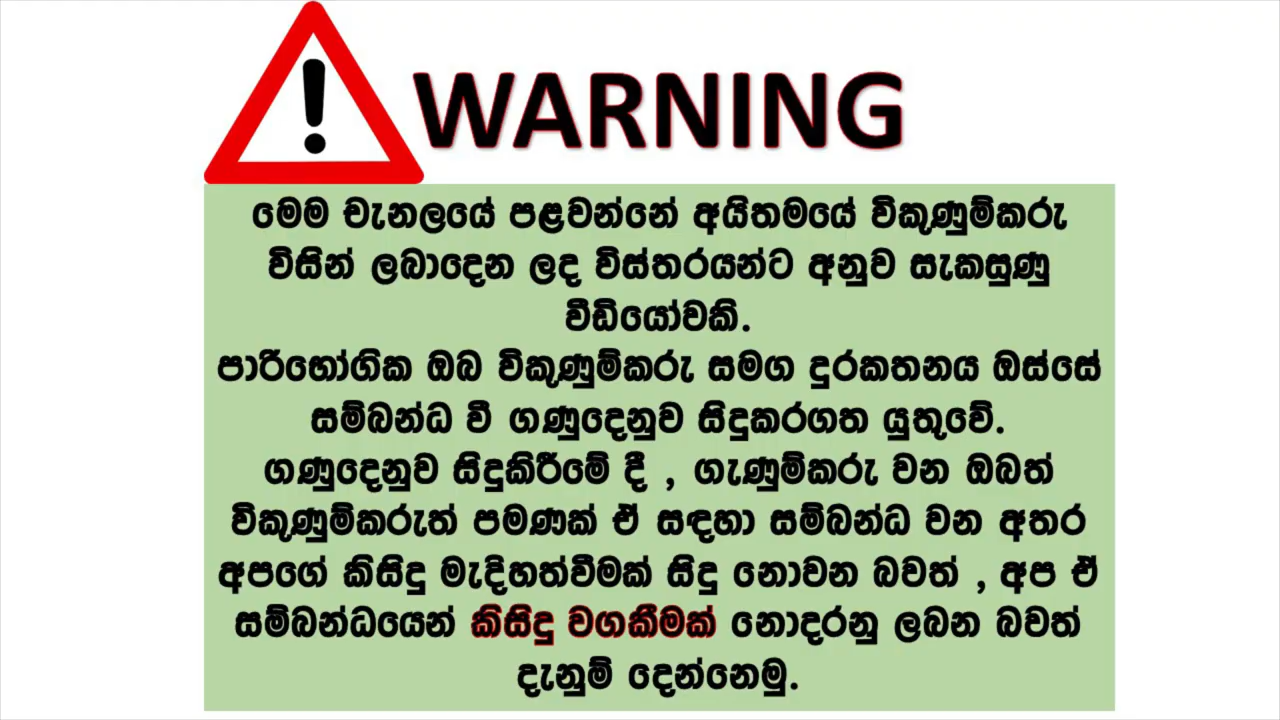 WARNING
මෙම චැනලයේ පළවන්නේ අයිතමයේ විකුණුම්කරු
විසින් ලබාදෙන ලද විස්තරයන්ට අනුව සැකසුණු
වීඩියෝවකි.
පාරිභෝගික ඔබ විකුණුම්කරු සමග දුරකතනය ඔස්සේ
සම්බන්ධ වී ගණුදෙනුව සිදුකරගත යුතුවේ.
ගණුදෙනුව සිදුකිරීමේ දී , ගැණුම්කරු වන ඔබත්
විකුණුම්කරුත් පමණක් ඒ සඳහා සම්බන්ධ වන අතර
අපගේ කිසිදු මැදිහත්වීමක් සිදු නොවන බවත් , අප ඒ
සම්බන්ධයෙන් කිසිදු වගකීමක් නොදරනු ලබන බවත්
දැනුම් දෙන්නෙමු.